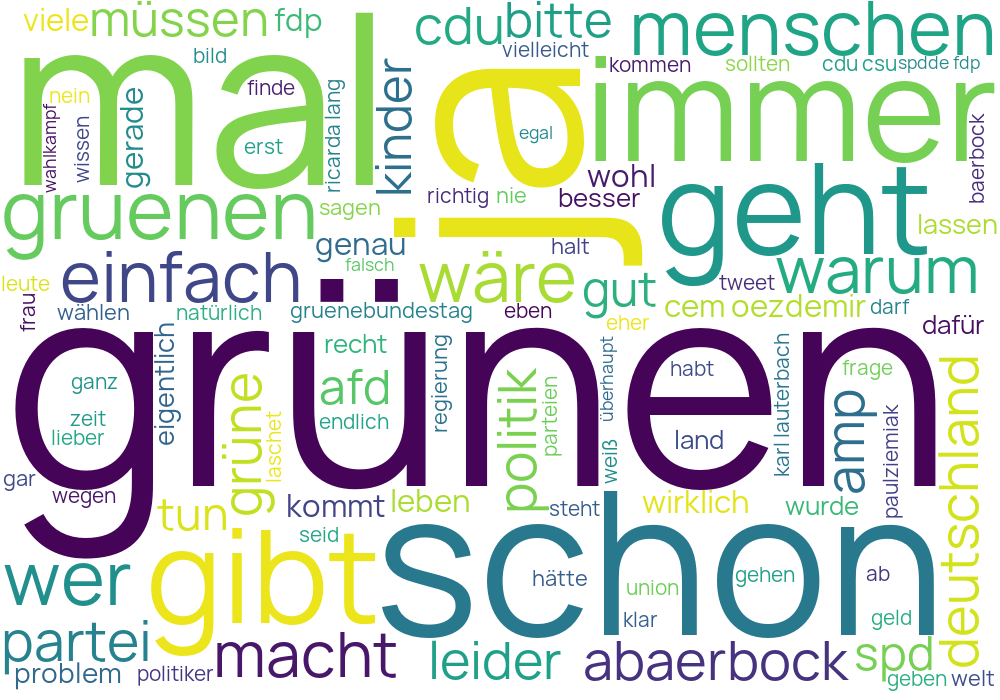 viele müssen fdp
cdu bitte
menschen
bild
vielleicht
kommen sollten cdu csu spdde fdp
mal
ja
immer
nein
finde
wahlkampf
wissen
gerade
erst
ricarda lang
kinder
egal
baerbock
richtig nie
wohl
besser
geht
gruenen
sagen
genau
halt
lassen
falsch
leute
einfach
wäre
gut
tweet
warum
frau
wählen
natürlich
gruenebundestag
eben
eher
cem oezdemir
darf
dafür
grünen
eigentlich
recht
regierung
überhaupt
habt
karl lauterbach
frage
ganz
afd
politik
parteien
amp
deutschland
zeit
lieber
grüne
laschet
endlich
weiß
land
paulziemiak
gar
wegen
kommt
leben
steht
wirklich
wurde
tun
seid
gibt
schon
wer
hätte
union
gehen
ab
klar
geld
partei
macht
leider
abaerbock
spd
problem
politiker
geben
welt